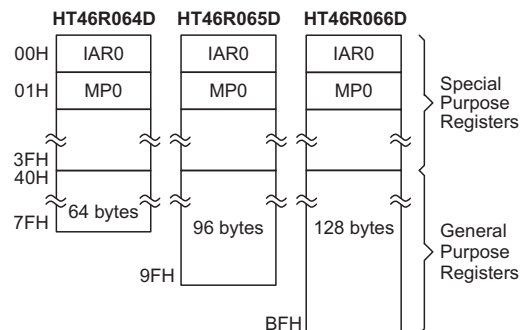 HT46R064D HT46R065D HT46R066D
00H IAR0 IAR0 IAR0
01H MP0 MP0 MP0
Special
Purpose
Registers
3FH
40H
64 bytes 96 bytes 128 bytes
7FH
General
Purpose
Registers
9FH
BFH